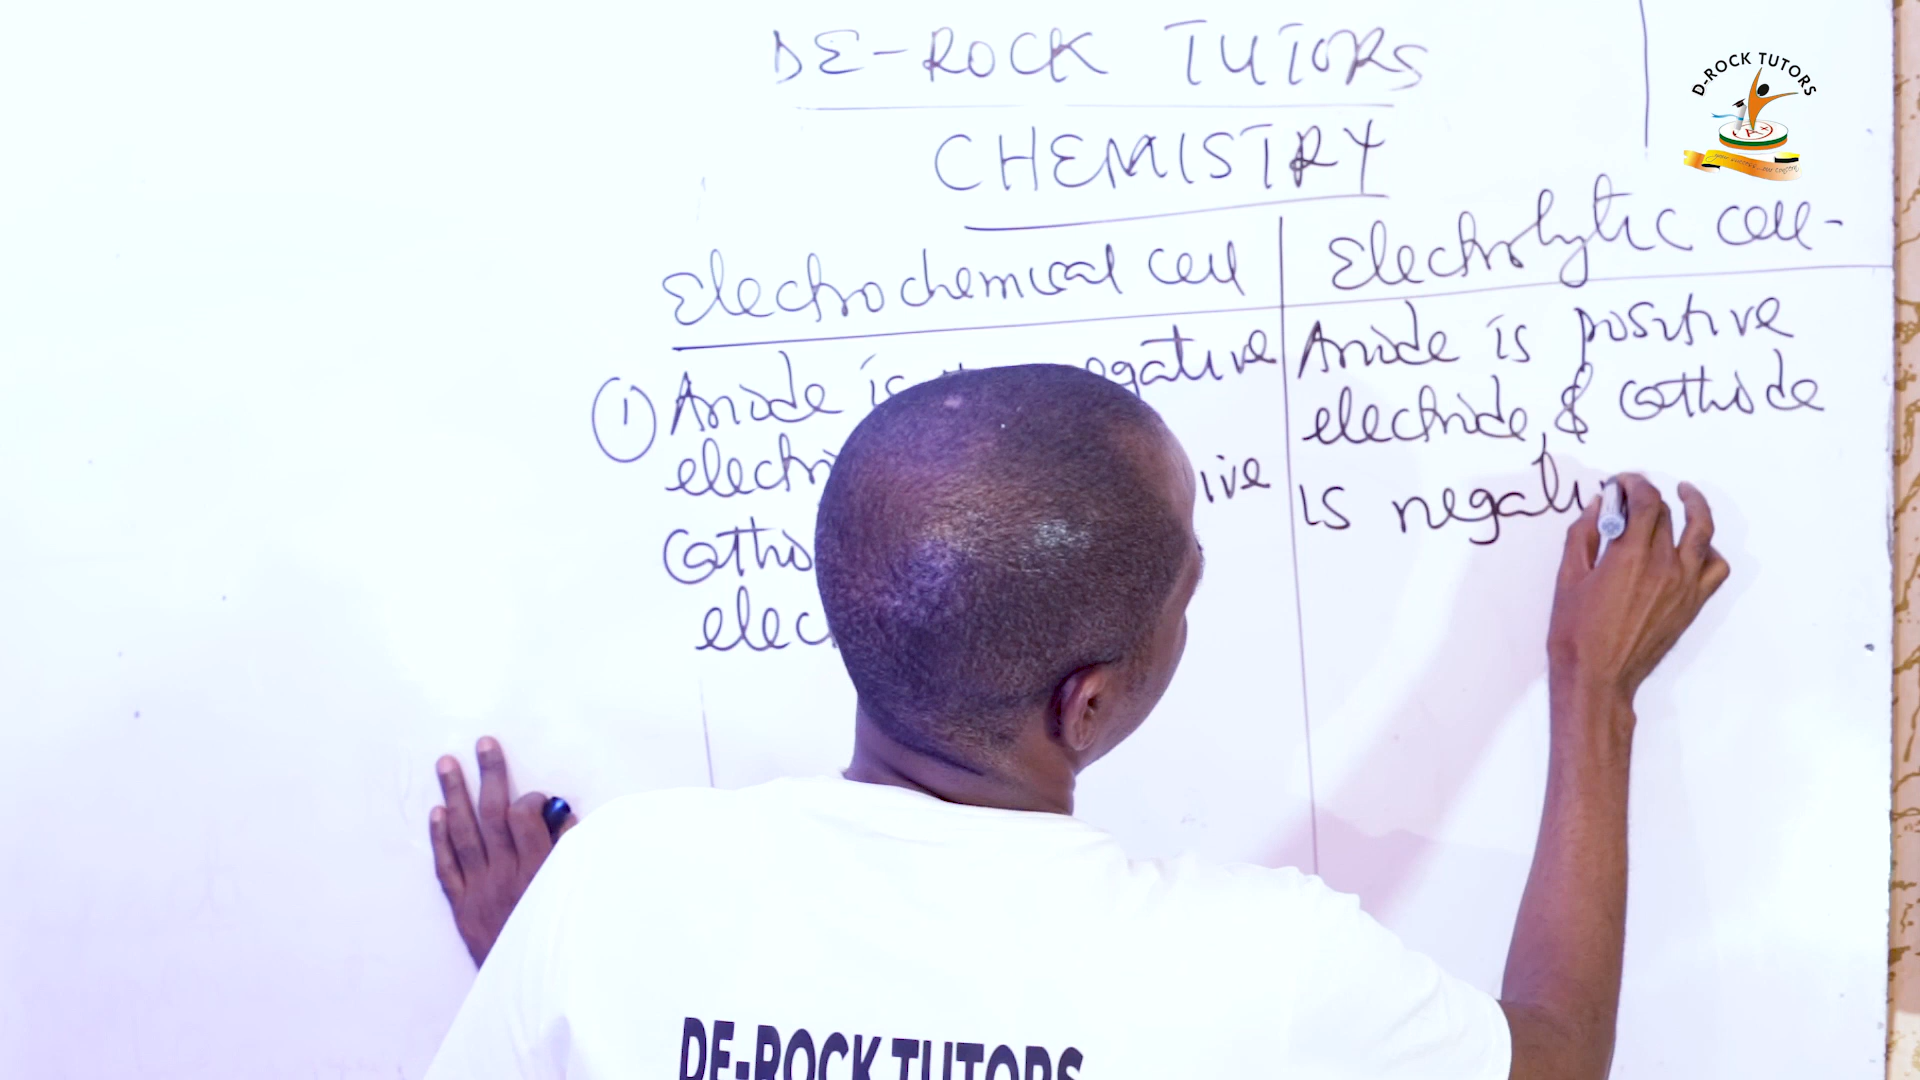 DE-ROCK TUTORS
CHEMISTRY
D-ROCK TUTORS
A+
Electrochemical cell
Electrolytic cell-
① Anode is negative
electr
Catho
elec
Anode is positive
electrode, & Cathode
is negati
DE-ROCK TUTORS